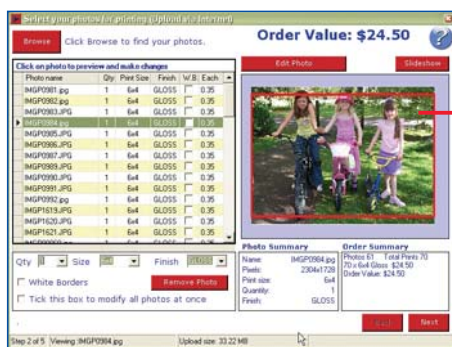 Select your photos for printing (Upload via Internet)
Browse Click Browse to find your photos.
Order Value: $24.50
?
Edit Photo Slideshow
Click on photo to preview and make changes
Photo name Qty Print Size Finish W.B. Each
IMGP0981.jpg 1 6x4 GLOSS 0.35
IMGP0982.jpg 1 6x4 GLOSS 0.35
IMGP0983.JPG 1 6x4 GLOSS 0.35
IMGP0984.jpg 1 6x4 GLOSS 0.35
IMGP0985.JPG 1 6x4 GLOSS 0.35
IMGP0986.JPG 1 6x4 GLOSS 0.35
IMGP0987.JPG 1 6x4 GLOSS 0.35
IMGP0989.JPG 1 6x4 GLOSS 0.35
IMGP0990.JPG 1 6x4 GLOSS 0.35
IMGP0991.JPG 1 6x4 GLOSS 0.35
IMGP0992.jpg 1 6x4 GLOSS 0.35
IMGP1619.JPG 1 6x4 GLOSS 0.35
IMGP1620.JPG 1 6x4 GLOSS 0.35
IMGP1621.JPG 1 6x4 GLOSS 0.35
Qty Size Finish GLOSS
White Borders
Remove Photo
Tick this box to modify all photos at once
Photo Summary
Name: IMGP0984.jpg
Pixels: 2304x1728
Print size: 6x4
Quantity: 1
Finish: GLOSS
Order Summary
Photos 61 Total Prints 70
70 x 6x4 Gloss $24.50
Order Value: $24.50
Next
Step 2 of 5 Viewing: IMGP0984.jpg Upload size: 33.22 MB